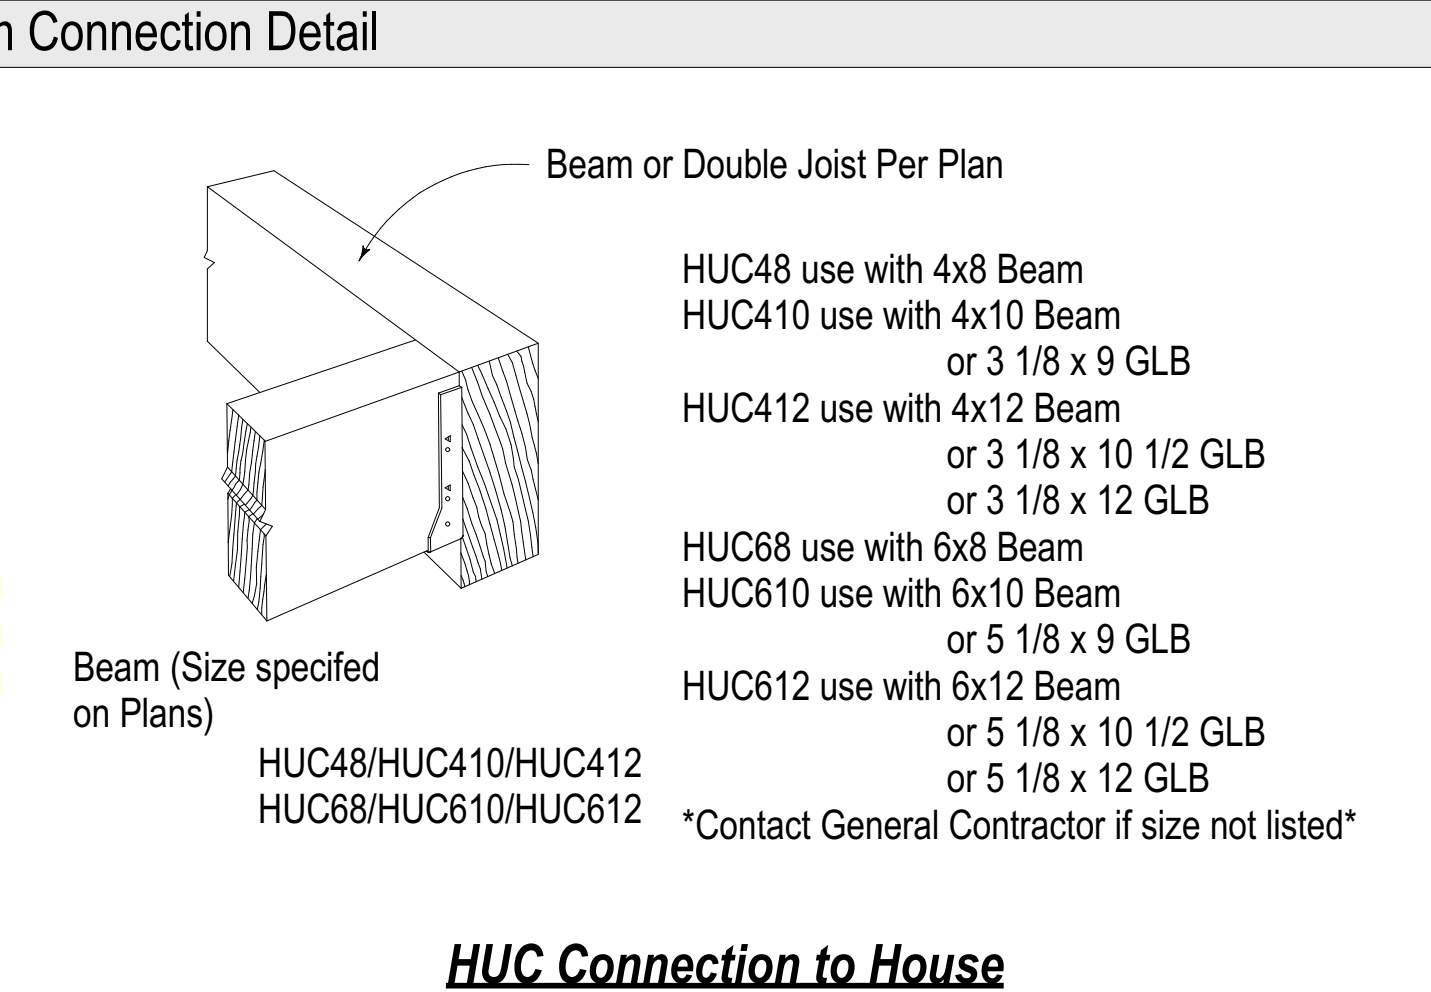 Connection Detail
Beam or Double Joist Per Plan
HUC48 use with 4x8 Beam
HUC410 use with 4x10 Beam
or 3 1/8 x 9 GLB
HUC412 use with 4x12 Beam
or 3 1/8 x 10 1/2 GLB
or 3 1/8 x 12 GLB
HUC68 use with 6x8 Beam
HUC610 use with 6x10 Beam
or 5 1/8 x 9 GLB
HUC612 use with 6x12 Beam
or 5 1/8 x 10 1/2 GLB
or 5 1/8 x 12 GLB
*Contact General Contractor if size not listed*
Beam (Size specifed
on Plans)
HUC48/HUC410/HUC412
HUC68/HUC610/HUC612
HUC Connection to House